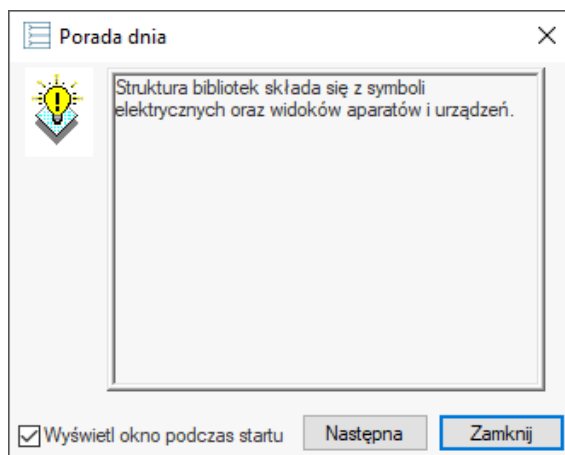 Porada dnia
Struktura bibliotek składa się z symboli
elektrycznych oraz widoków aparatów i urządzeń.
Wyświetl okno podczas startu
Następna
Zamknij